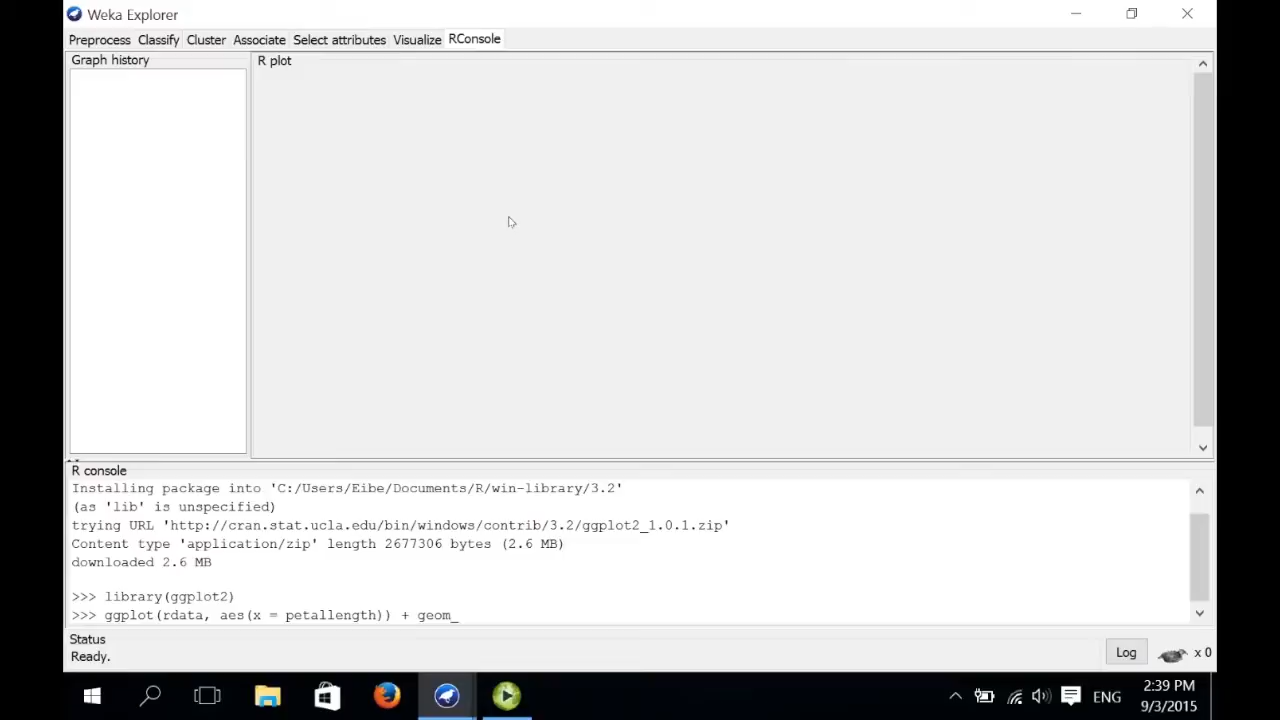 Weka Explorer
Preprocess Classify Cluster Associate Select attributes Visualize RConsole
Graph history
R plot
R console
Installing package into 'C:/Users/Eibe/Documents/R/win-library/3.2'
(as 'lib' is unspecified)
trying URL 'http://cran.stat.ucla.edu/bin/windows/contrib/3.2/ggplot2_1.0.1.zip'
Content type 'application/zip' length 2677306 bytes (2.6 MB)
downloaded 2.6 MB
>>> library(ggplot2)
>>> ggplot(rdata, aes(x = petallength)) + geom_
Status
Ready.
Log
x 0
ENG
2:39 PM
9/3/2015